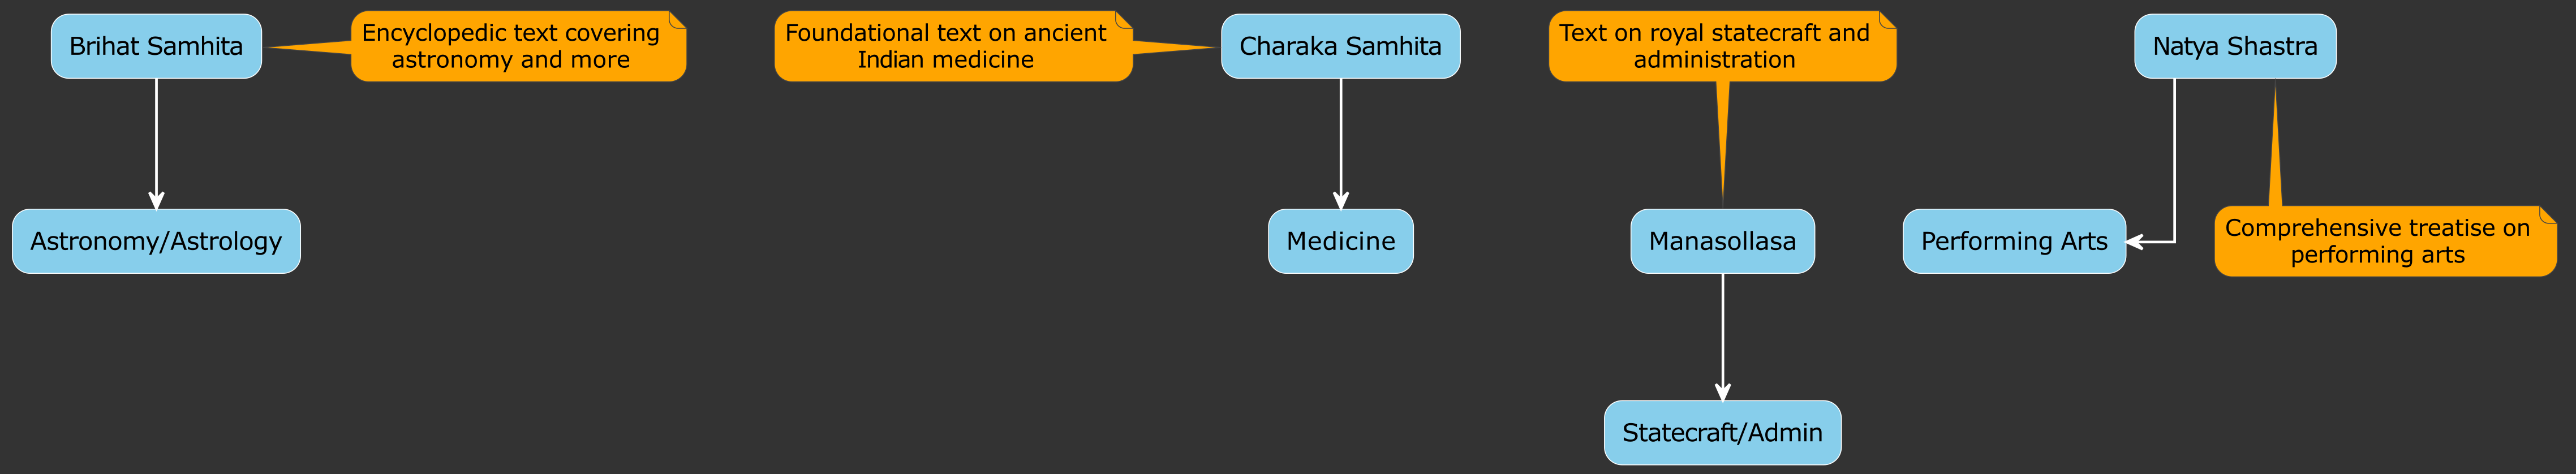 Brihat Samhita
Encyclopedic text covering
astronomy and more
Foundational text on ancient
Indian medicine
Charaka Samhita
Text on royal statecraft and
administration
Natya Shastra
Astronomy/Astrology
Medicine
Manasollasa
Performing Arts
Comprehensive treatise on
performing arts
Statecraft/Admin